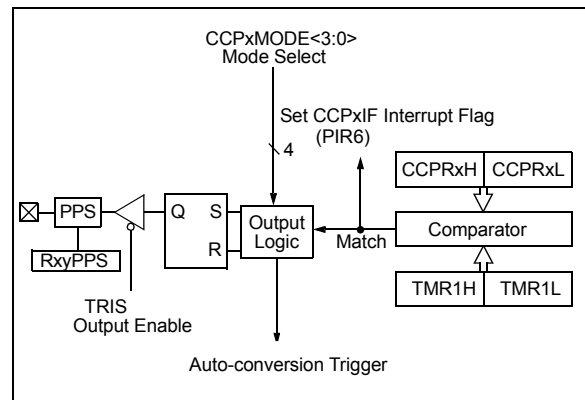 CCPxMODE<3:0>
Mode Select
Set CCPxIF Interrupt Flag
(PIR6)
4
CCPRxH CCPRxL
PPS
Q S
R
Output
Logic
Match
Comparator
RxyPPS
TMR1H TMR1L
TRIS
Output Enable
Auto-conversion Trigger